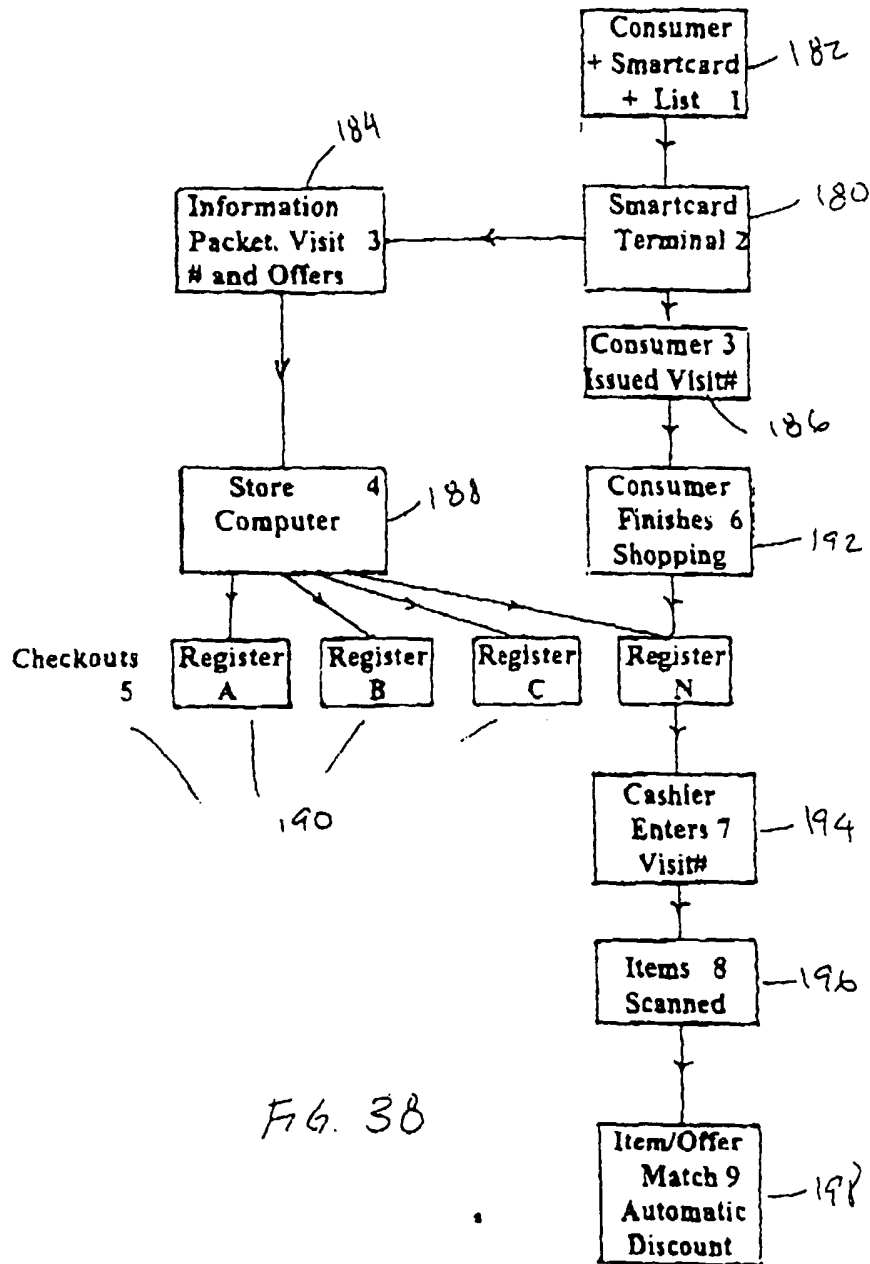 Consumer
+ Smartcard
+ List 1
182
184
Information
Packet. Visit 3
# and Offers
Smartcard
Terminal 2
180
Consumer 3
Issued Visit#
186
Store 4
Computer
188
Consumer
Finishes 6
Shopping
192
Checkouts
5
Register
A
Register
B
Register
C
Register
N
190
Cashier
Enters 7
Visit#
194
Items 8
Scanned
196
FIG. 38
Item/Offer
Match 9
Automatic
Discount
198